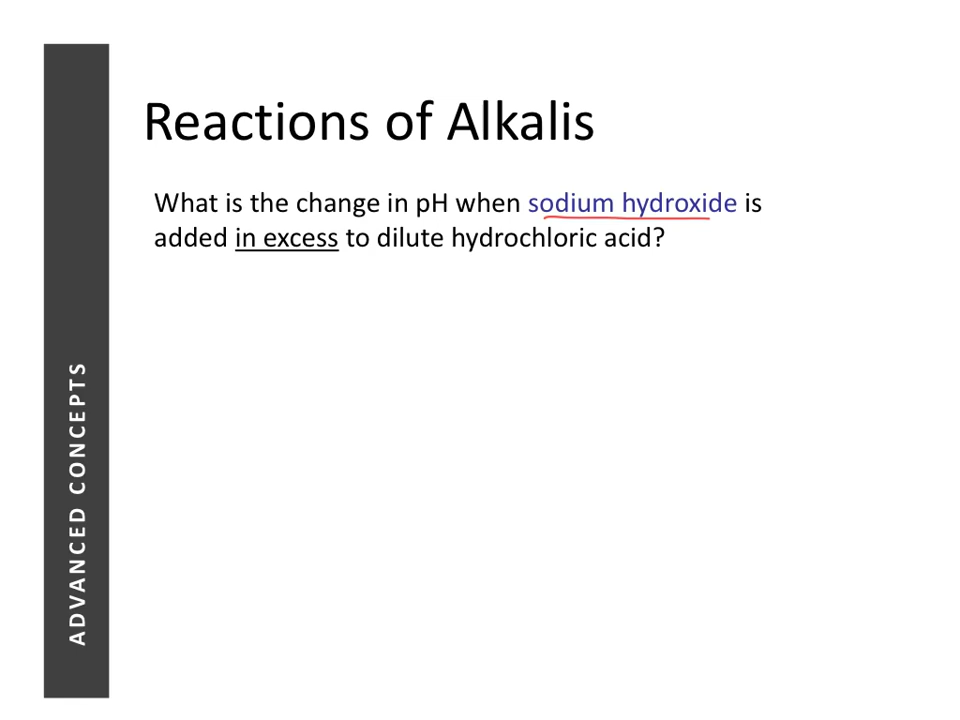 Reactions of Alkalis
What is the change in pH when sodium hydroxide is
added in excess to dilute hydrochloric acid?
ADVANCED CONCEPTS